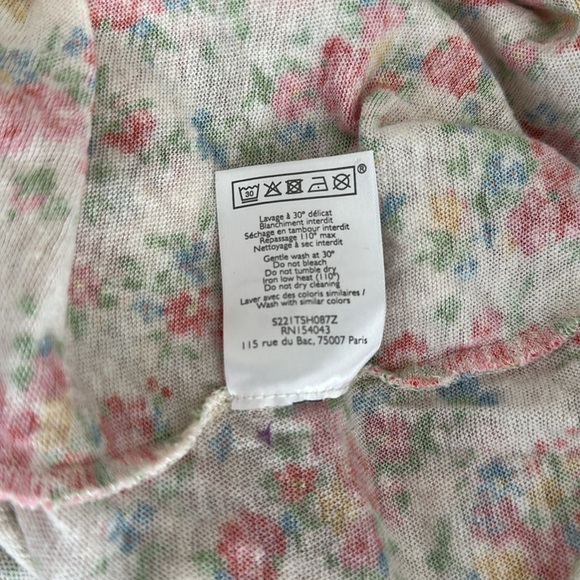 30 ®
Lavage à 30° délicat
Blanchiment interdit
Séchage en tambour interdit
Repassage 110° max
Nettoyage à sec interdit
Gentle wash at 30°
Do not bleach
Do not tumble dry
Iron low heat (110°)
Do not dry cleaning
Laver avec des coloris similaires /
Wash with similar colors
S221TSH087Z
RN154043
115 rue du Bac, 75007 Paris